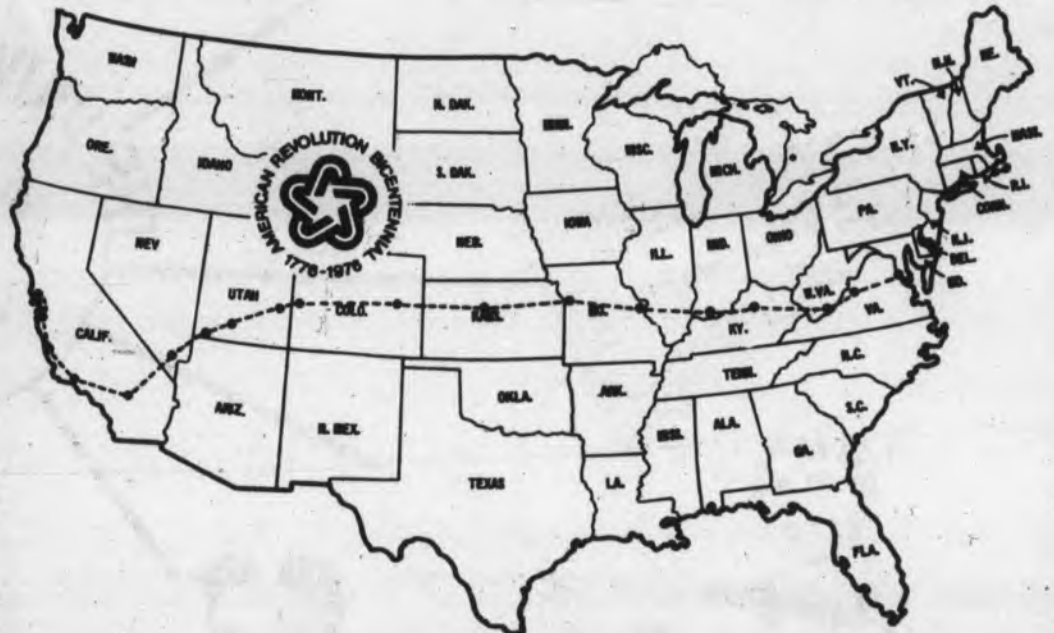 WASH
MONT.
N. DAK.
MINN.
VT.
N.H.
ME.
ORE.
IDAHO
S. DAK.
WISC.
MICH.
N.Y.
MASS.
R.I.
CONN.
AMERICAN REVOLUTION BICENTENNIAL
1776-1976
NEV
NEB.
IOWA
ILL.
IND.
OHIO
PA.
N.J.
DEL.
MD.
UTAH
COLO.
MO.
W.VA.
VA.
CALIF.
KY.
N.C.
TENN.
ARIZ.
N. MEX.
OKLA.
ARK.
S.C.
MISS.
ALA.
GA.
TEXAS
LA.
FLA.